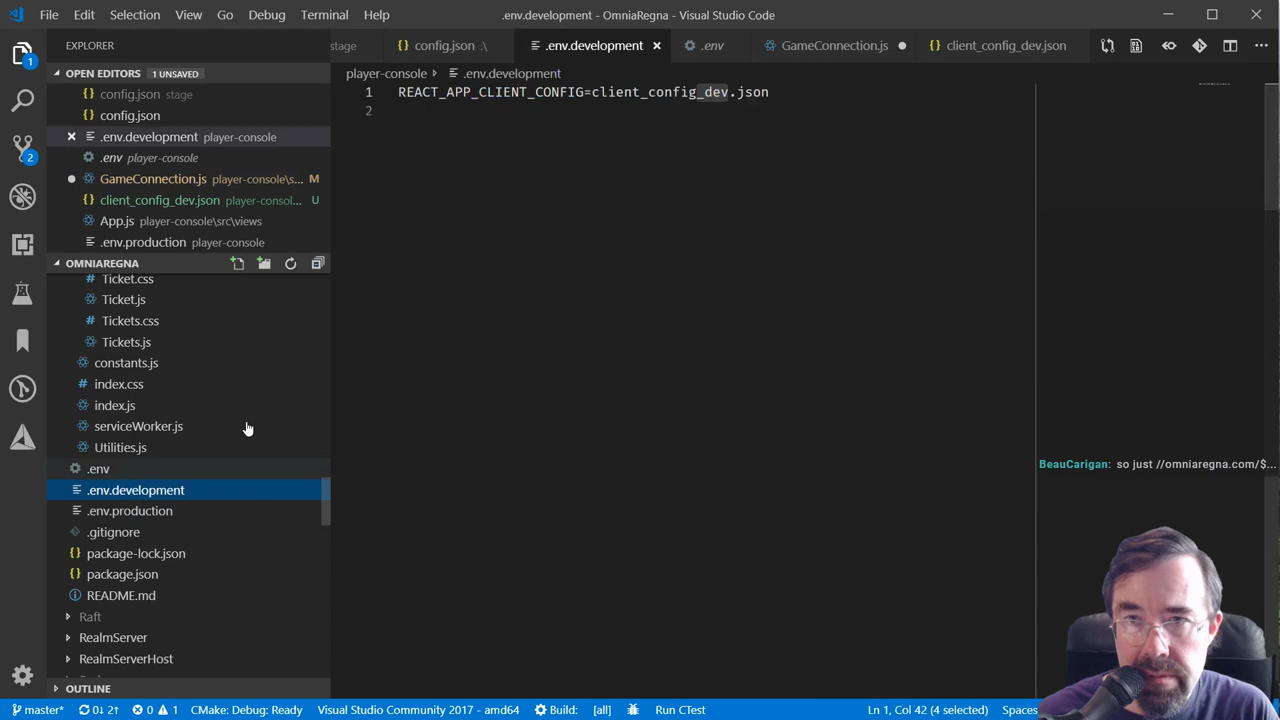 File Edit Selection View Go Debug Terminal Help .env.development - OmniaRegna - Visual Studio Code
EXPLORER
stage config.json .\ .env.development .env GameConnection.js client_config_dev.json
OPEN EDITORS 1 UNSAVED
player-console .env.development
config.json stage
config.json
.env.development player-console
.env player-console
GameConnection.js player-console\s... M
client_config_dev.json player-consol... U
App.js player-console\src\views
.env.production player-console
1 REACT_APP_CLIENT_CONFIG=client_config_dev.json
2
OMNIAREGNA
Ticket.css
Ticket.js
Tickets.css
Tickets.js
constants.js
index.css
index.js
serviceWorker.js
Utilities.js
.env
.env.development
.env.production
.gitignore
package-lock.json
package.json
README.md
Raft
RealmServer
RealmServerHost
OUTLINE
BeauCarigan: so just //omniaregna.com/$...
1
2
master* 0↓ 2↑ 0 1 CMake: Debug: Ready Visual Studio Community 2017 - amd64 Build: [all] Run CTest Ln 1, Col 42 (4 selected) Spaces